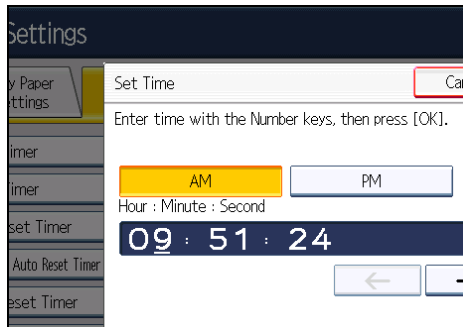 Settings
y Paper
ttings
Set Time
Ca
Enter time with the Number keys, then press [OK].
imer
AM
PM
imer
Hour : Minute : Second
set Timer
09 : 51 : 24
Auto Reset Timer
←
eset Timer